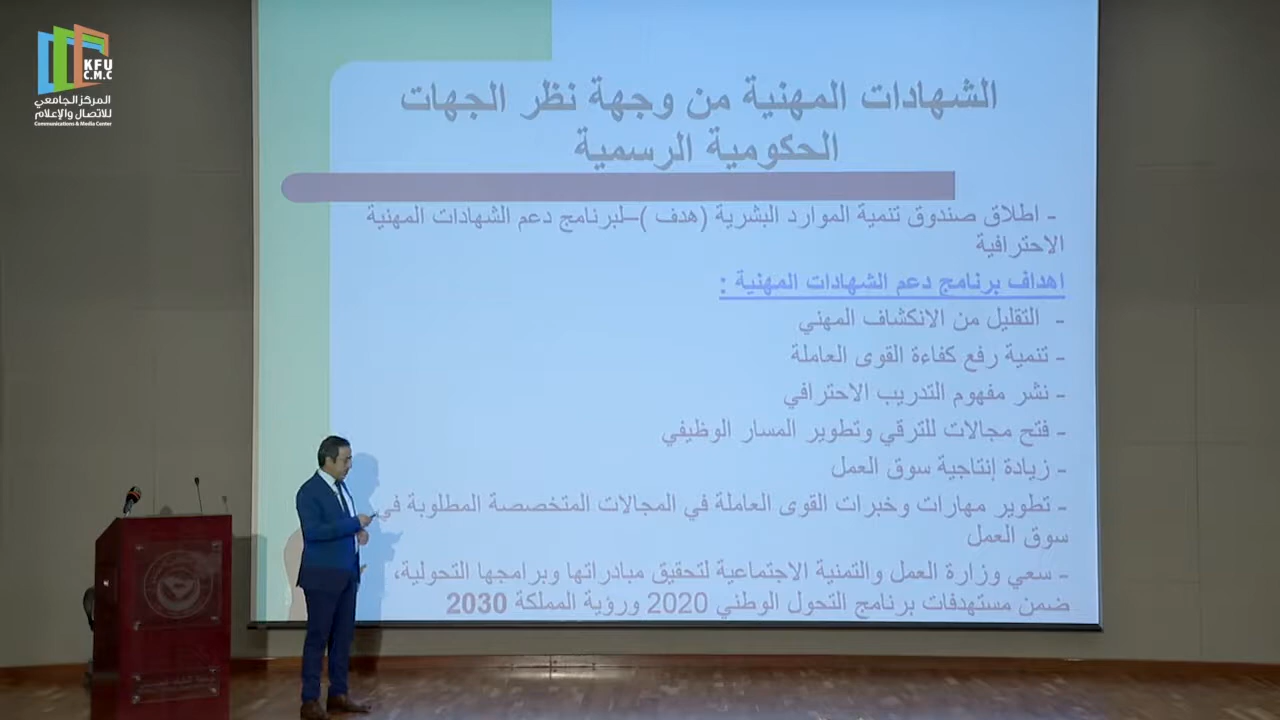 KFU
C.M.C
المركز الجامعي
للاتصال والإعلام
Communications & Media Center
الشهادات المهنية من وجهة نظر الجهات
الحكومية الرسمية
- اطلاق صندوق تنمية الموارد البشرية (هدف )–لبرنامج دعم الشهادات المهنية
الاحترافية
اهداف برنامج دعم الشهادات المهنية :
- التقليل من الانكشاف المهني
- تنمية رفع كفاءة القوى العاملة
- نشر مفهوم التدريب الاحترافي
- فتح مجالات للترقي وتطوير المسار الوظيفي
- زيادة إنتاجية سوق العمل
- تطوير مهارات وخبرات القوى العاملة في المجالات المتخصصة المطلوبة في
سوق العمل
- سعي وزارة العمل والتمنية الاجتماعية لتحقيق مبادراتها وبرامجها التحولية،
ضمن مستهدفات برنامج التحول الوطني 2020 ورؤية المملكة 2030